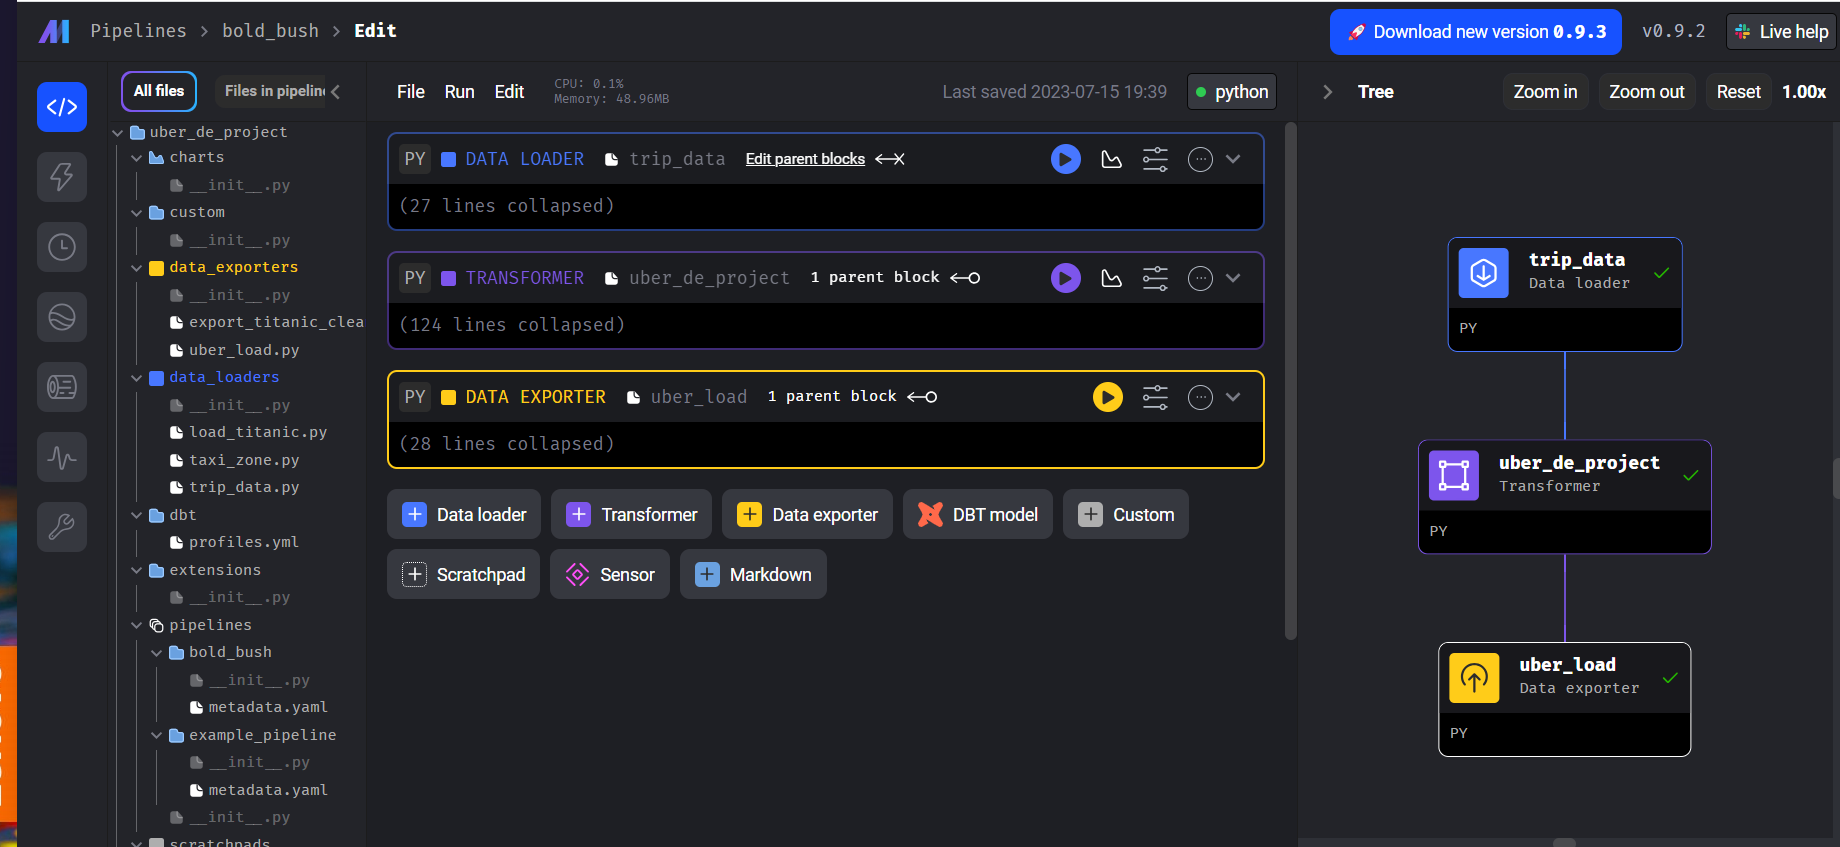 Pipelines > bold_bush > Edit
Download new version 0.9.3
v0.9.2
Live help
All files
Files in pipelin
File Run Edit
CPU: 0.1%
Memory: 48.96MB
Last saved 2023-07-15 19:39
python
Tree
Zoom in
Zoom out
Reset
1.00x
uber_de_project
charts
__init__.py
custom
__init__.py
data_exporters
__init__.py
export_titanic_clea
uber_load.py
data_loaders
__init__.py
load_titanic.py
taxi_zone.py
trip_data.py
dbt
profiles.yml
extensions
__init__.py
pipelines
bold_bush
__init__.py
metadata.yaml
example_pipeline
__init__.py
metadata.yaml
__init__.py
scratchpads
PY DATA LOADER trip_data Edit parent blocks
(27 lines collapsed)
PY TRANSFORMER uber_de_project 1 parent block
(124 lines collapsed)
PY DATA EXPORTER uber_load 1 parent block
(28 lines collapsed)
Data loader
Transformer
Data exporter
DBT model
Custom
Scratchpad
Sensor
Markdown
trip_data
Data loader
PY
uber_de_project
Transformer
PY
uber_load
Data exporter
PY